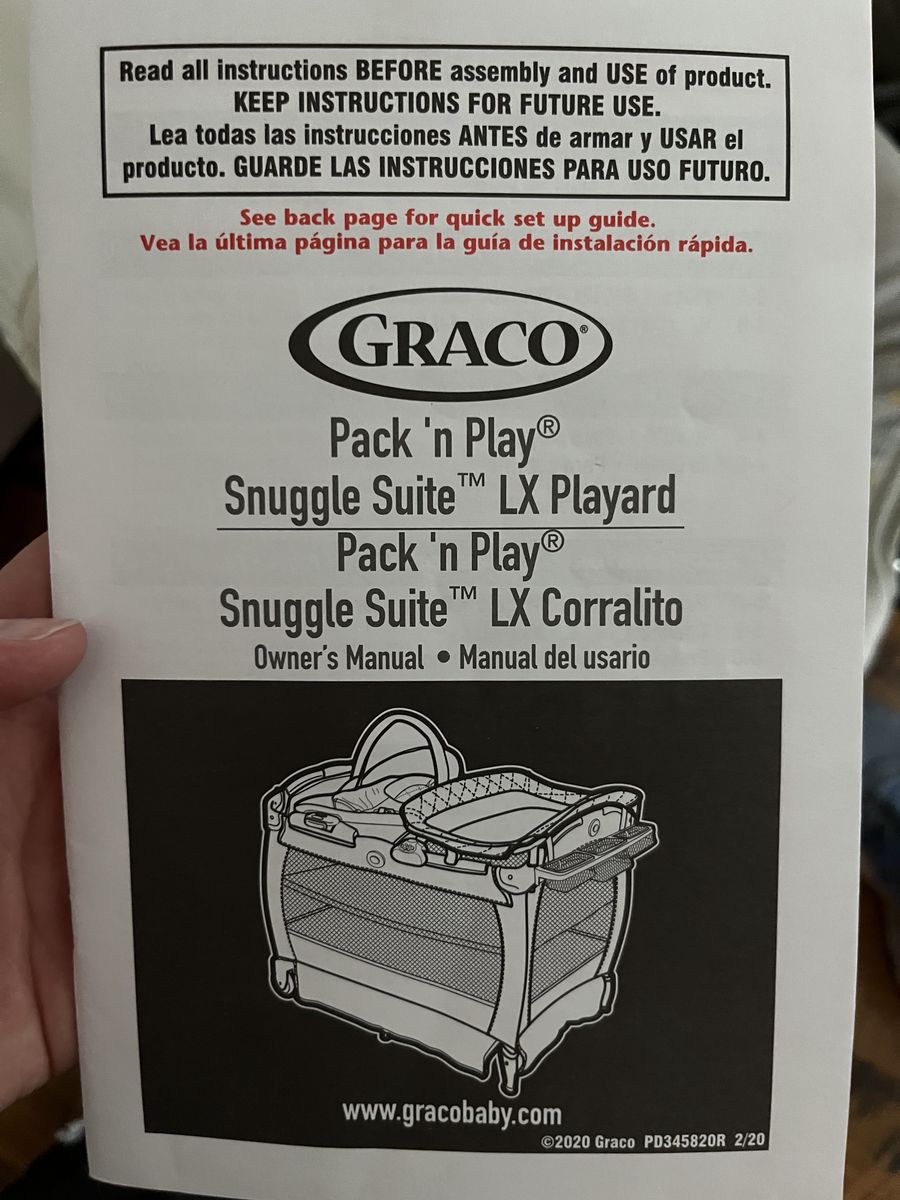 Read all instructions BEFORE assembly and USE of product.
KEEP INSTRUCTIONS FOR FUTURE USE.
Lea todas las instrucciones ANTES de armar y USAR el
producto. GUARDE LAS INSTRUCCIONES PARA USO FUTURO.
See back page for quick set up guide.
Vea la última página para la guía de instalación rápida.
GRACO®
Pack 'n Play®
Snuggle Suite™ LX Playard
Pack 'n Play®
Snuggle Suite™ LX Corralito
Owner's Manual • Manual del usario
www.gracobaby.com
©2020 Graco PD345820R 2/20